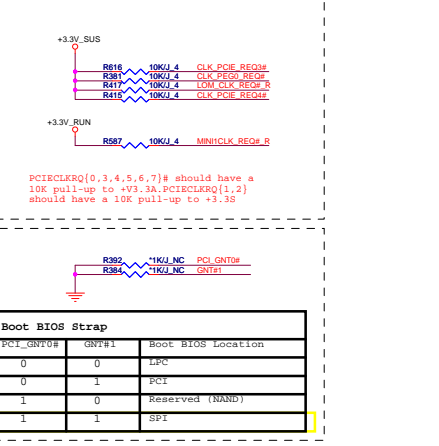 +3.3V_SUS
R616 10K/J_4 CLK_PCIE_REQ3#
R381 10K/J_4 CLK_PEG0_REQ#
R417 10K/J_4 LOM_CLK_REQ#_R
R415 10K/J_4 CLK_PCIE_REQ4#
+3.3V_RUN
R587 10K/J_4 MINI1CLK_REQ#_R
PCIECLKRQ{0,3,4,5,6,7}# should have a
10K pull-up to +V3.3A.PCIECLKRQ{1,2}
should have a 10K pull-up to +3.3S
R392 *1K/J_NC PCI_GNT0#
R384 *1K/J_NC GNT#1
Boot BIOS Strap
PCI_GNT0# GNT#1 Boot BIOS Location
0 0 LPC
0 1 PCI
1 0 Reserved (NAND)
1 1 SPI